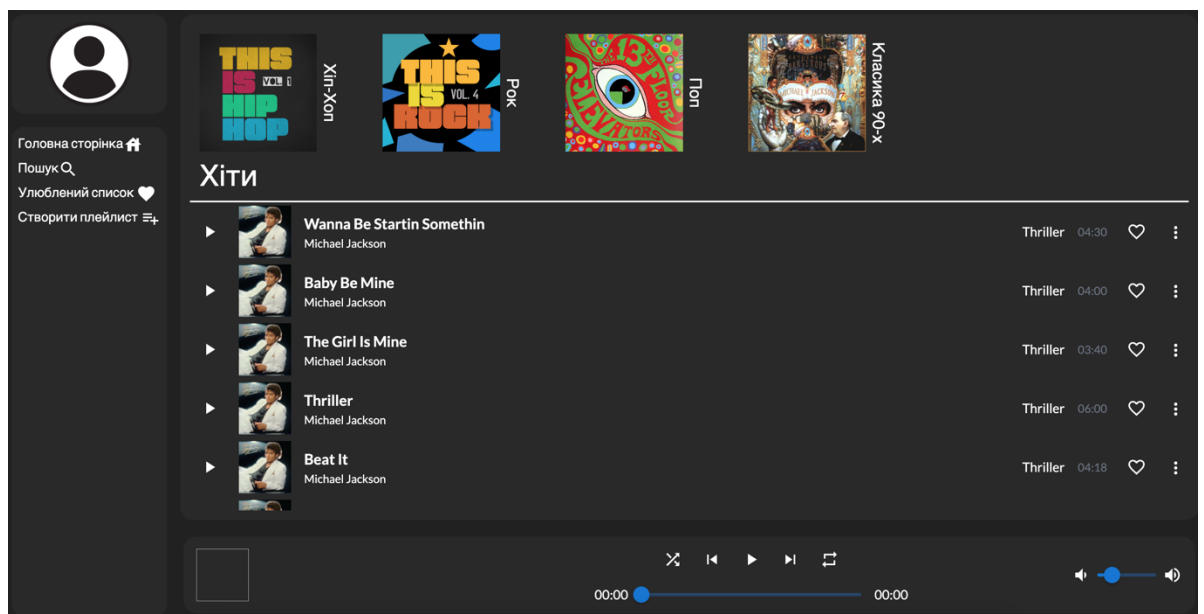 Головна сторінка
Пошук
Улюблений список
Створити плейлист
THIS
IS VOL 1
HIP
HOP
Хіп-Хоп
THIS
IS VOL. 4
ROCK
Рок
THE 13TH FLOOR
ELEVATORS
Поп
MICHAEL JACKSON
Класика 90-х
Хіти
Wanna Be Startin Somethin
Michael Jackson
Thriller 04:30
Baby Be Mine
Michael Jackson
Thriller 04:00
The Girl Is Mine
Michael Jackson
Thriller 03:40
Thriller
Michael Jackson
Thriller 06:00
Beat It
Michael Jackson
Thriller 04:18
00:00 00:00